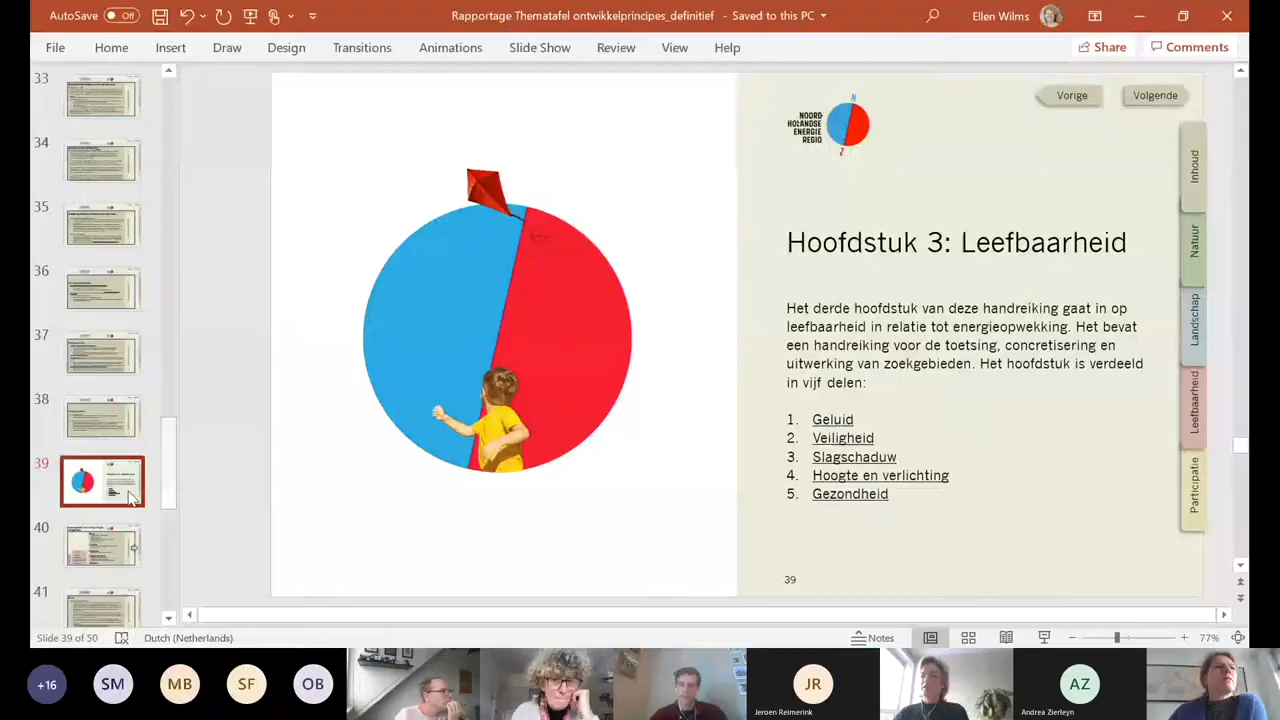 AutoSave Off
Rapportage Thematafel ontwikkelprincipes_definitief - Saved to this PC
Ellen Wilms
File Home Insert Draw Design Transitions Animations Slide Show Review View Help
Share Comments
33
34
35
36
37
38
39
40
41
NOORD
HOLLANDSE
ENERGIE
REGIO
N
Z
Vorige
Volgende
Inhoud
Natuur
Landschap
Leefbaarheid
Participatie
Hoofdstuk 3: Leefbaarheid
Het derde hoofdstuk van deze handreiking gaat in op
leefbaarheid in relatie tot energieopwekking. Het bevat
een handreiking voor de toetsing, concretisering en
uitwerking van zoekgebieden. Het hoofdstuk is verdeeld
in vijf delen:
1. Geluid
2. Veiligheid
3. Slagschaduw
4. Hoogte en verlichting
5. Gezondheid
39
Slide 39 of 50 Dutch (Netherlands)
Notes
77%
+16
SM
MB
SF
OB
JR
Jeroen Reimerink
AZ
Andrea Zierleyn